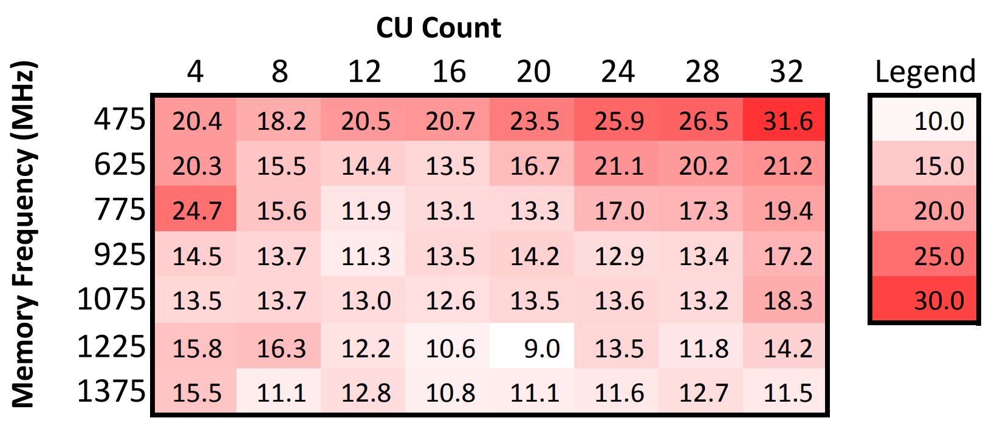 CU Count
4 8 12 16 20 24 28 32 Legend
Memory Frequency (MHz)
475 20.4 18.2 20.5 20.7 23.5 25.9 26.5 31.6 10.0
625 20.3 15.5 14.4 13.5 16.7 21.1 20.2 21.2 15.0
775 24.7 15.6 11.9 13.1 13.3 17.0 17.3 19.4 20.0
925 14.5 13.7 11.3 13.5 14.2 12.9 13.4 17.2 25.0
1075 13.5 13.7 13.0 12.6 13.5 13.6 13.2 18.3 30.0
1225 15.8 16.3 12.2 10.6 9.0 13.5 11.8 14.2
1375 15.5 11.1 12.8 10.8 11.1 11.6 12.7 11.5